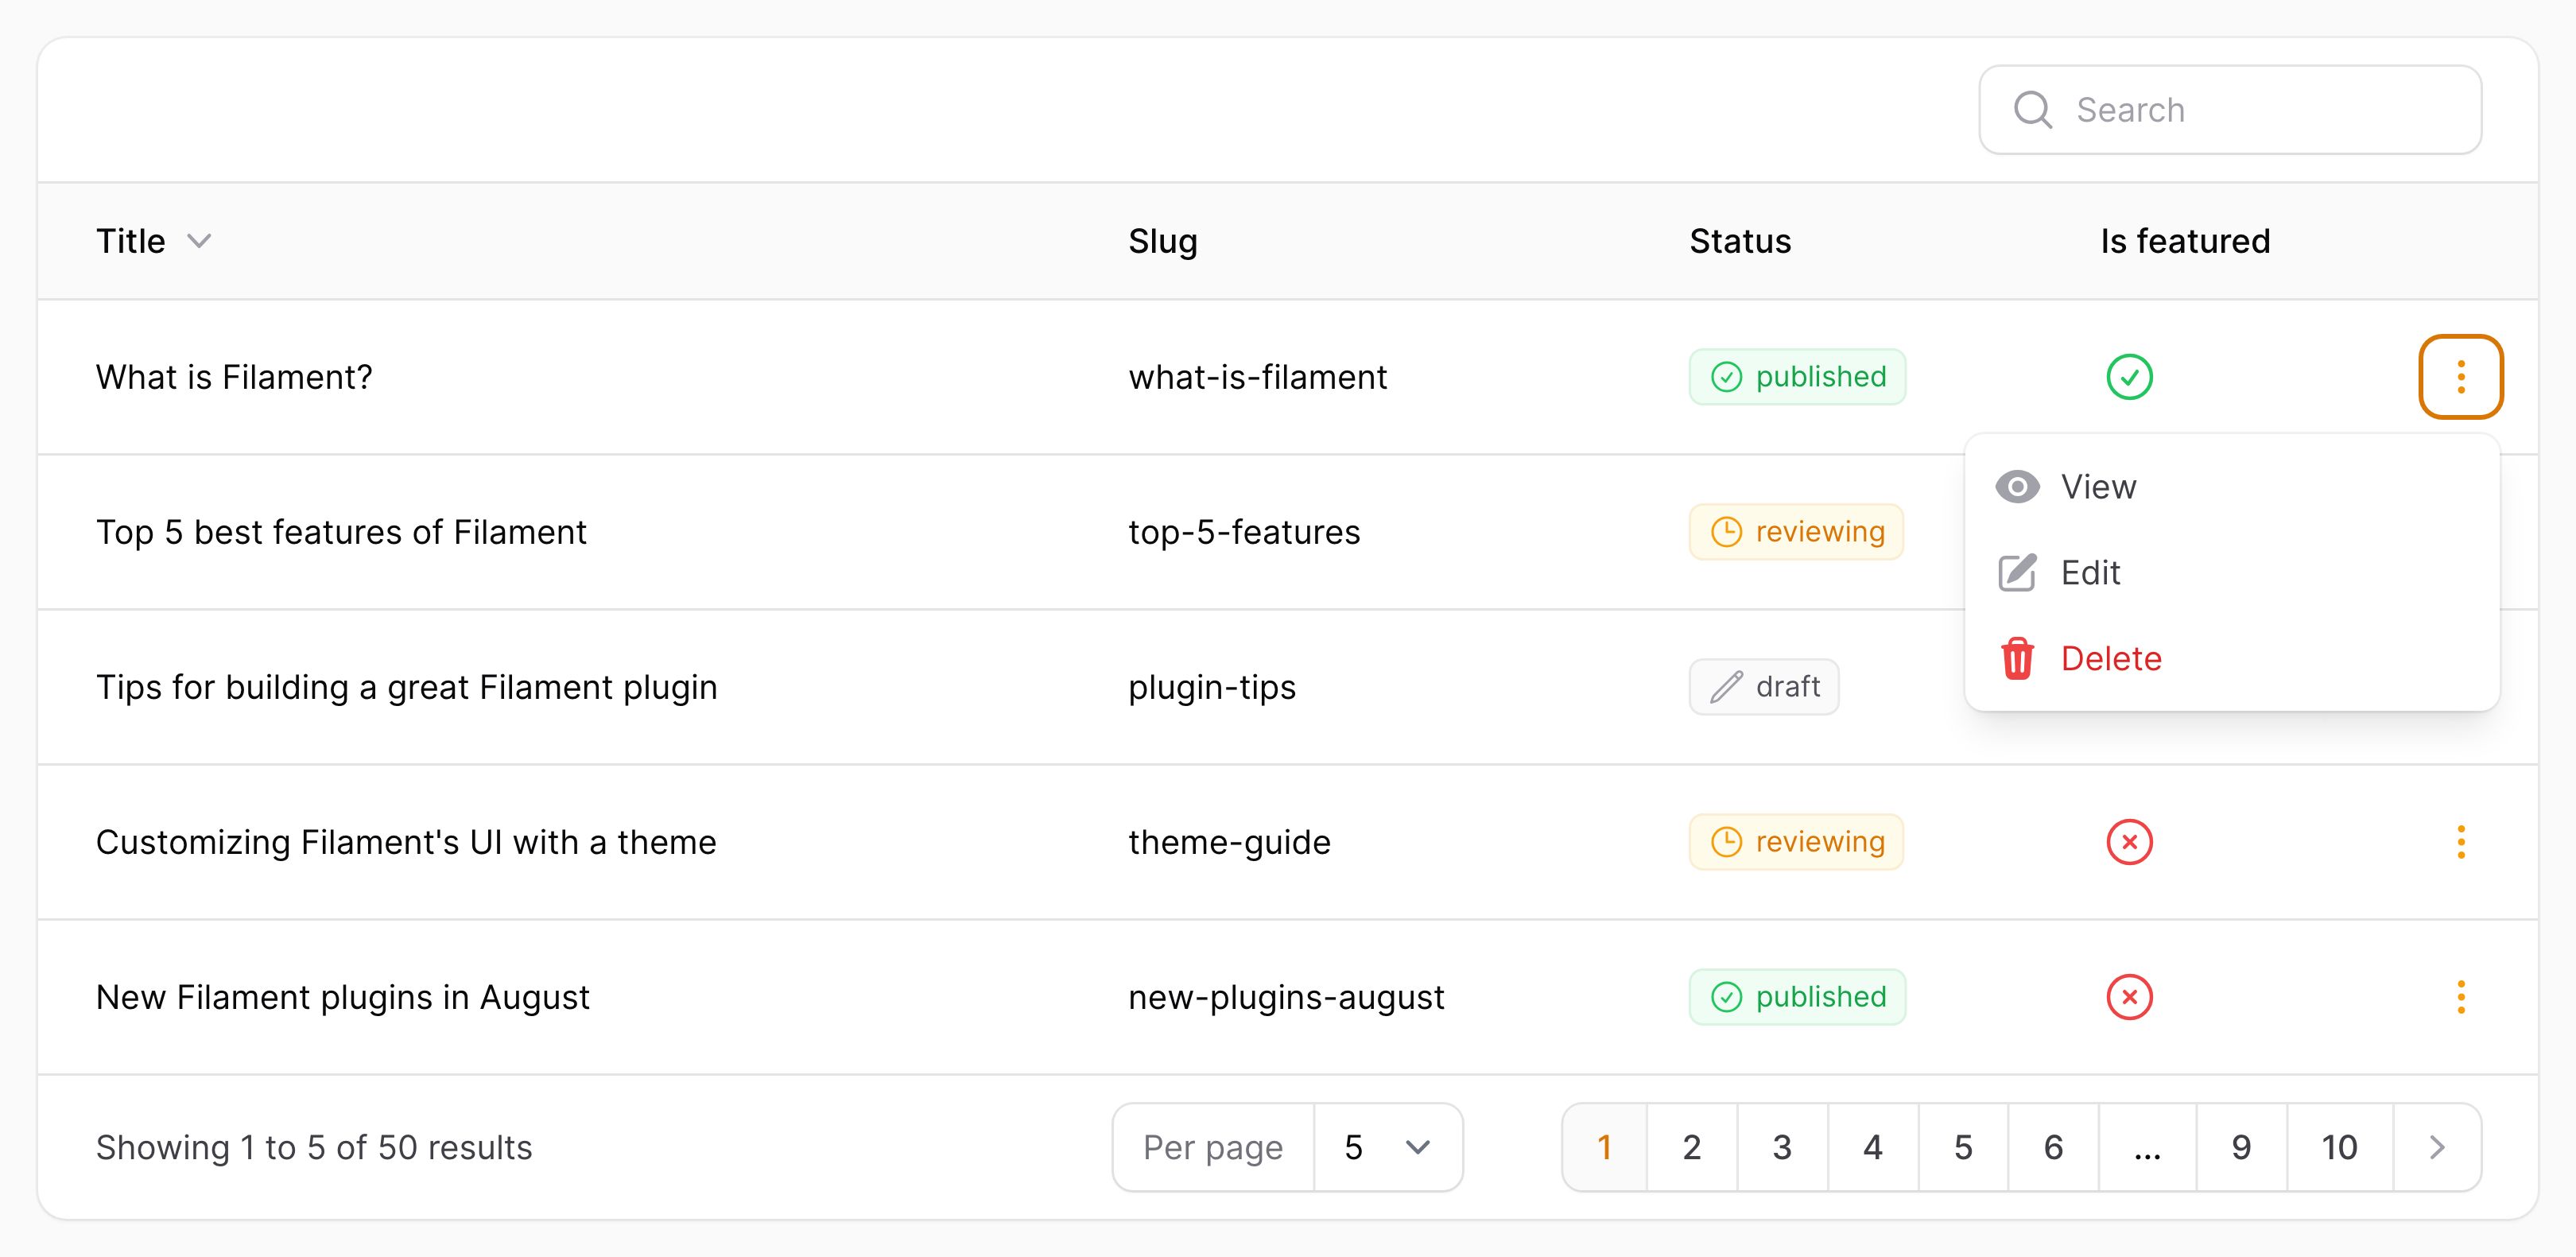 Search
Title Slug Status Is featured
What is Filament? what-is-filament published
View
Top 5 best features of Filament top-5-features reviewing
Edit
Delete
Tips for building a great Filament plugin plugin-tips draft
Customizing Filament's UI with a theme theme-guide reviewing
New Filament plugins in August new-plugins-august published
Showing 1 to 5 of 50 results Per page 5 1 2 3 4 5 6 ... 9 10